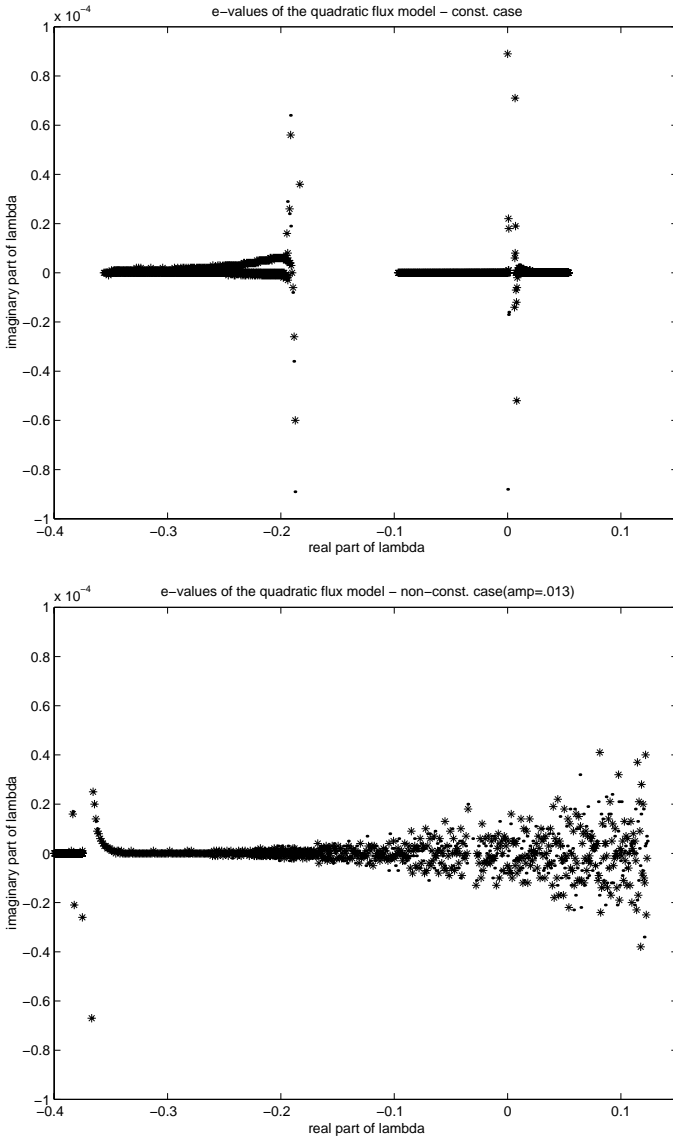 x 10⁻⁴
e−values of the quadratic flux model − const. case
1
0.8
0.6
0.4
0.2
0
−0.2
−0.4
−0.6
−0.8
−1
imaginary part of lambda
−0.4 −0.3 −0.2 −0.1 0 0.1
real part of lambda
x 10⁻⁴
e−values of the quadratic flux model − non−const. case(amp=.013)
1
0.8
0.6
0.4
0.2
0
−0.2
−0.4
−0.6
−0.8
−1
imaginary part of lambda
−0.4 −0.3 −0.2 −0.1 0 0.1
real part of lambda